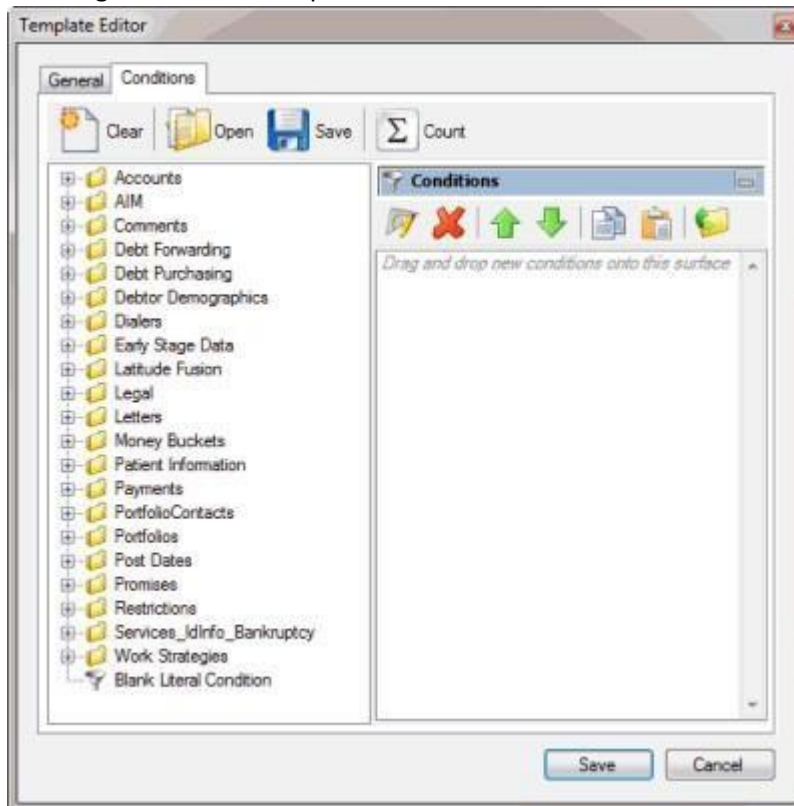 Template Editor
General Conditions
Clear Open Save Σ Count
Accounts
AIM
Comments
Debt Forwarding
Debt Purchasing
Debtor Demographics
Dialers
Early Stage Data
Latitude Fusion
Legal
Letters
Money Buckets
Patient Information
Payments
PortfolioContacts
Portfolios
Post Dates
Promises
Restrictions
Services_IdInfo_Bankruptcy
Work Strategies
Blank Literal Condition
Conditions
Drag and drop new conditions onto this surface
Save Cancel